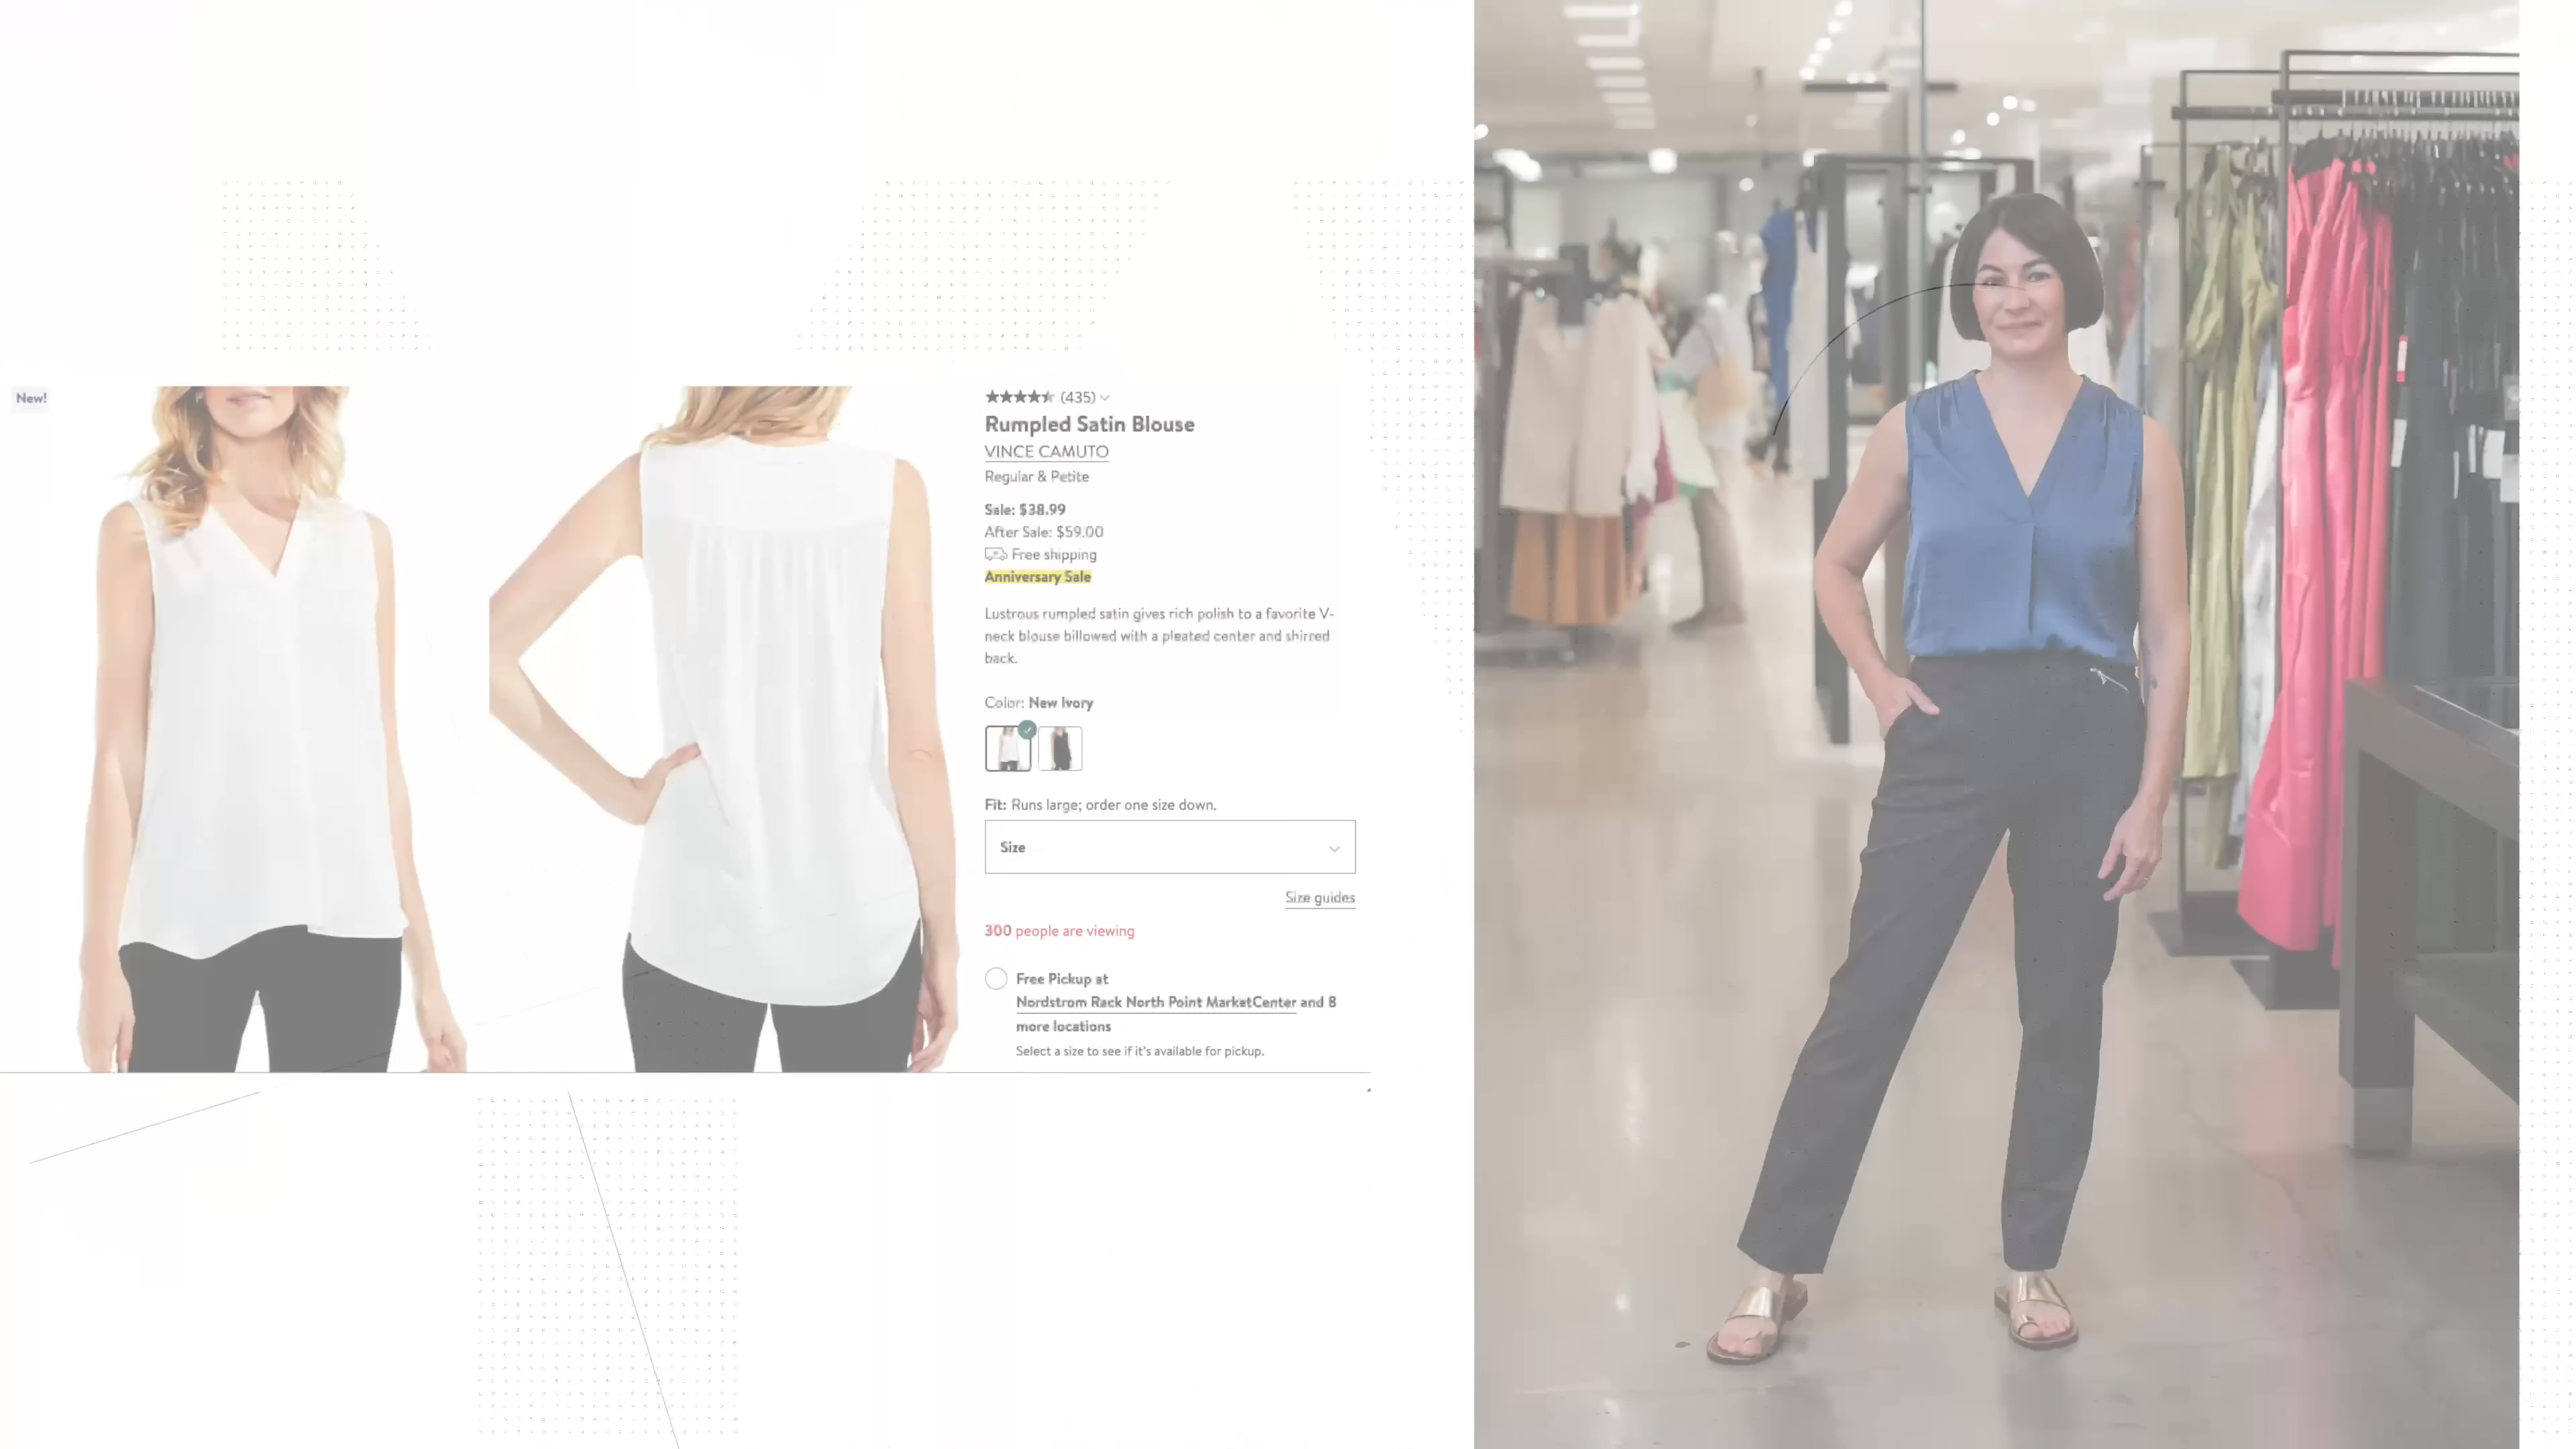 New!
(435)
Rumpled Satin Blouse
VINCE CAMUTO
Regular & Petite
Sale: $38.99
After Sale: $59.00
Free shipping
Anniversary Sale
Lustrous rumpled satin gives rich polish to a favorite V-
neck blouse billowed with a pleated center and shirred
back.
Color: New Ivory
Fit: Runs large; order one size down.
Size
Size guides
300 people are viewing
Free Pickup at
Nordstrom Rack North Point MarketCenter and 8
more locations
Select a size to see if it's available for pickup.